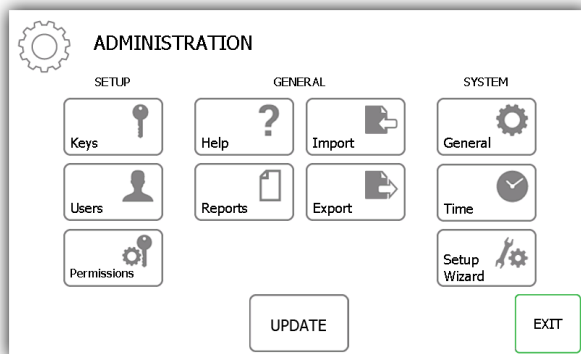 ADMINISTRATION
SETUP GENERAL SYSTEM
Keys Help Import General
Users Reports Export Time
Permissions Setup
Wizard
UPDATE EXIT